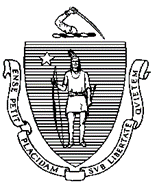 ENSE PETIT PLACIDAM SVB LIBERTATE QVIETEM